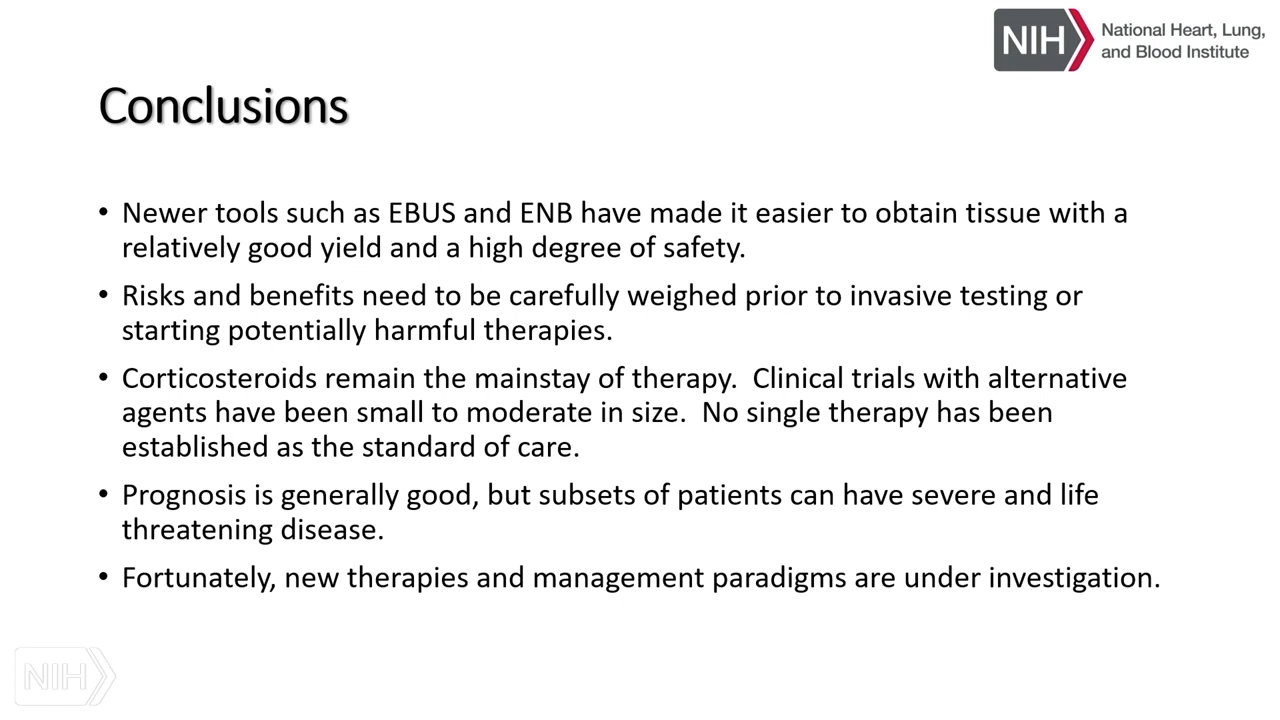 NIH National Heart, Lung,
and Blood Institute
Conclusions
• Newer tools such as EBUS and ENB have made it easier to obtain tissue with a
relatively good yield and a high degree of safety.
• Risks and benefits need to be carefully weighed prior to invasive testing or
starting potentially harmful therapies.
• Corticosteroids remain the mainstay of therapy.  Clinical trials with alternative
agents have been small to moderate in size.  No single therapy has been
established as the standard of care.
• Prognosis is generally good, but subsets of patients can have severe and life
threatening disease.
• Fortunately, new therapies and management paradigms are under investigation.
NIH